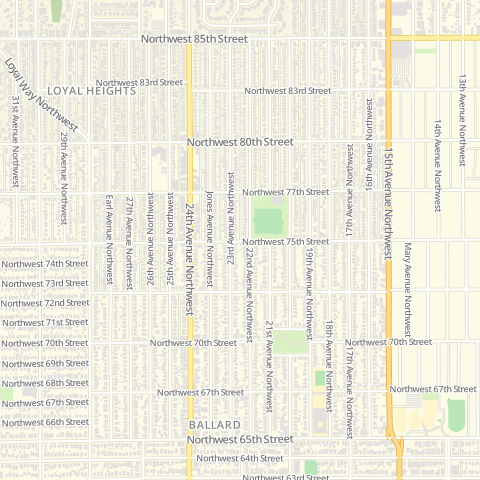 Northwest 85th Street
Loyal Way Northwest
Northwest 83rd Street
LOYAL HEIGHTS
Northwest 83rd Street
13th Avenue Northwest
31st Avenue Northwest
16th Avenue Northwest
14th Avenue Northwest
29th Avenue Northwest
Northwest 80th Street
17th Avenue Northwest
15th Avenue Northwest
23rd Avenue Northwest
Northwest 77th Street
Earl Avenue Northwest
27th Avenue Northwest
26th Avenue Northwest
25th Avenue Northwest
Jones Avenue Northwest
24th Avenue Northwest
Northwest 75th Street
22nd Avenue Northwest
19th Avenue Northwest
Mary Avenue Northwest
Northwest 74th Street
Northwest 73rd Street
Northwest 72nd Street
Northwest 71st Street
21st Avenue Northwest
18th Avenue Northwest
Northwest 70th Street
Northwest 70th Street
Northwest 70th Street
17th Avenue Northwest
Northwest 69th Street
Northwest 68th Street
Northwest 67th Street
Northwest 67th Street
Northwest 67th Street
Northwest 66th Street
BALLARD
Northwest 65th Street
Northwest 64th Street
Northwest 63rd Street